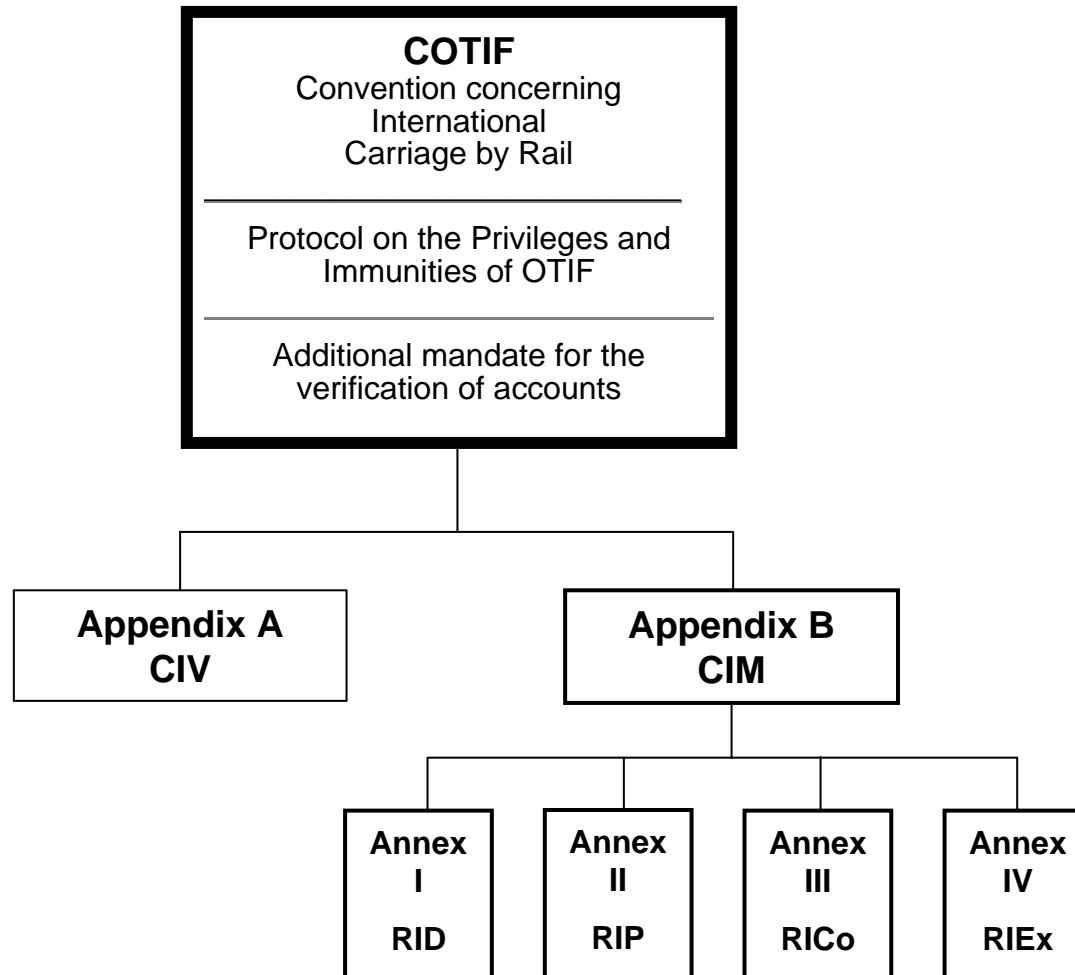 COTIF
Convention concerning
International
Carriage by Rail
Protocol on the Privileges and
Immunities of OTIF
Additional mandate for the
verification of accounts
Appendix A
CIV
Appendix B
CIM
Annex
I
RID
Annex
II
RIP
Annex
III
RICo
Annex
IV
RIEx